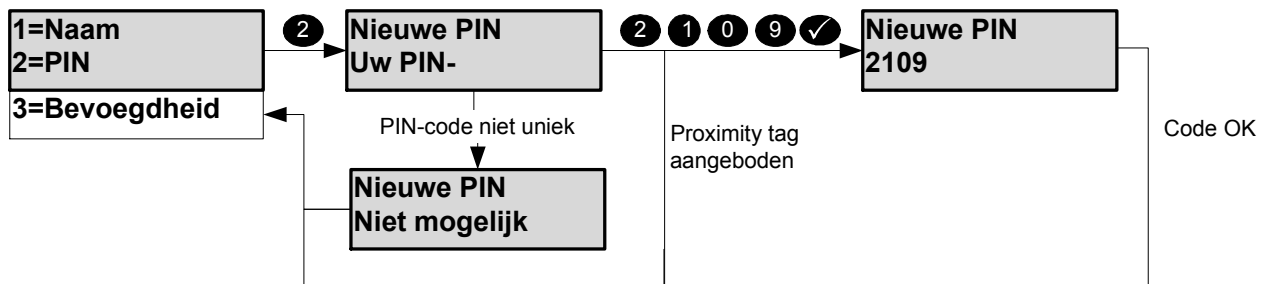 1=Naam
2=PIN
3=Bevoegdheid
2
Nieuwe PIN
Uw PIN-
PIN-code niet uniek
Nieuwe PIN
Niet mogelijk
2 1 0 9 ✓
Proximity tag
aangeboden
Nieuwe PIN
2109
Code OK